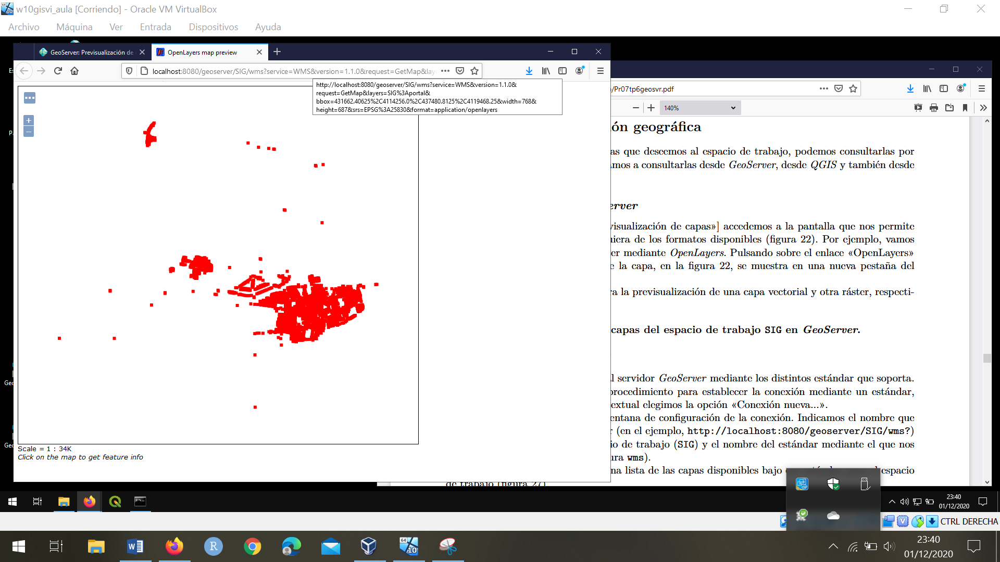 w10gisvi_aula [Corriendo] - Oracle VM VirtualBox
Archivo Máquina Ver Entrada Dispositivos Ayuda
GeoServer: Previsualización de
OpenLayers map preview
localhost:8080/geoserver/SIG/wms?service=WMS&version=1.1.0&request=GetMap&lay
http://localhost:8080/geoserver/SIG/wms?service=WMS&version=1.1.0&
request=GetMap&layers=SIG%3Aportal&
bbox=431662.40625%2C4114256.0%2C437480.8125%2C4119468.25&width=768&
height=687&srs=EPSG%3A25830&format=application/openlayers
+
−
Scale = 1 : 34K
Click on the map to get feature info
/Pr07tp6geosvr.pdf
140%
ón geográfica
as que deseemos al espacio de trabajo, podemos consultarlas por
amos a consultarlas desde GeoServer, desde QGIS y también desde
erver
visualización de capas»] accedemos a la pantalla que nos permite
uiera de los formatos disponibles (figura 22). Por ejemplo, vamos
er mediante OpenLayers. Pulsando sobre el enlace «OpenLayers»
e la capa, en la figura 22, se muestra en una nueva pestaña del
ra la previsualización de una capa vectorial y otra ráster, respecti-
capas del espacio de trabajo SIG en GeoServer.
al servidor GeoServer mediante los distintos estándar que soporta.
procedimiento para establecer la conexión mediante un estándar,
extual elegimos la opción «Conexión nueva...».
entana de configuración de la conexión. Indicamos el nombre que
r (en el ejemplo, http://localhost:8080/geoserver/SIG/wms?)
io de trabajo (SIG) y el nombre del estándar mediante el que nos
ura wms).
na lista de las capas disponibles bajo
espacio
de trabajo (figura 27)
23:40
01/12/2020
CTRL DERECHA
23:40
01/12/2020